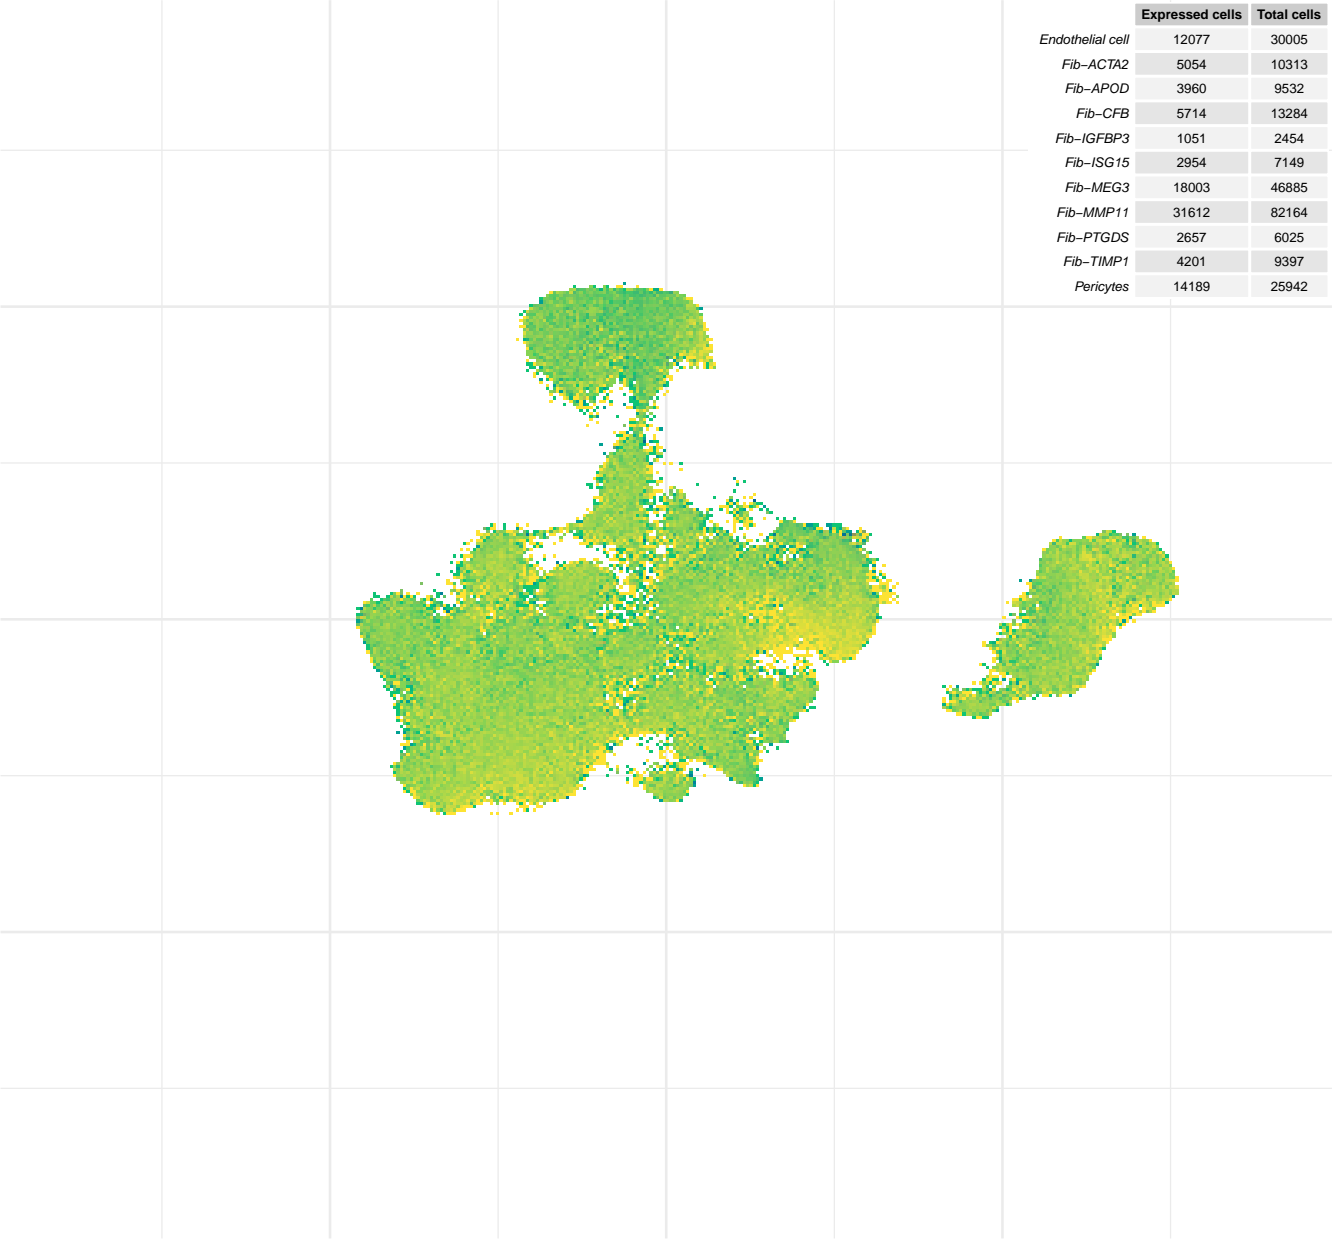 Expressed cells Total cells
Endothelial cell 12077 30005
Fib−ACTA2 5054 10313
Fib−APOD 3960 9532
Fib−CFB 5714 13284
Fib−IGFBP3 1051 2454
Fib−ISG15 2954 7149
Fib−MEG3 18003 46885
Fib−MMP11 31612 82164
Fib−PTGDS 2657 6025
Fib−TIMP1 4201 9397
Pericytes 14189 25942